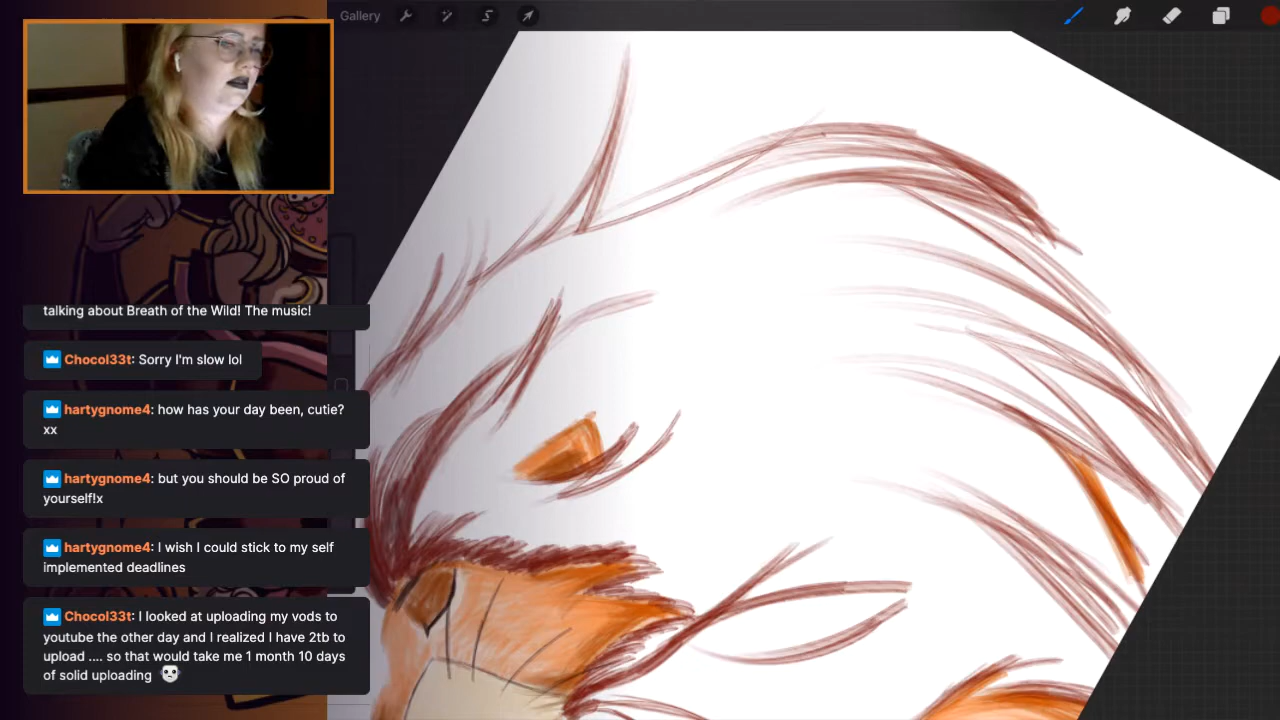 Gallery
talking about Breath of the Wild! The music!
Chocol33t: Sorry I'm slow lol
hartygnome4: how has your day been, cutie?
xx
hartygnome4: but you should be SO proud of
yourself!x
hartygnome4: I wish I could stick to my self
implemented deadlines
Chocol33t: I looked at uploading my vods to
youtube the other day and I realized I have 2tb to
upload .... so that would take me 1 month 10 days
of solid uploading